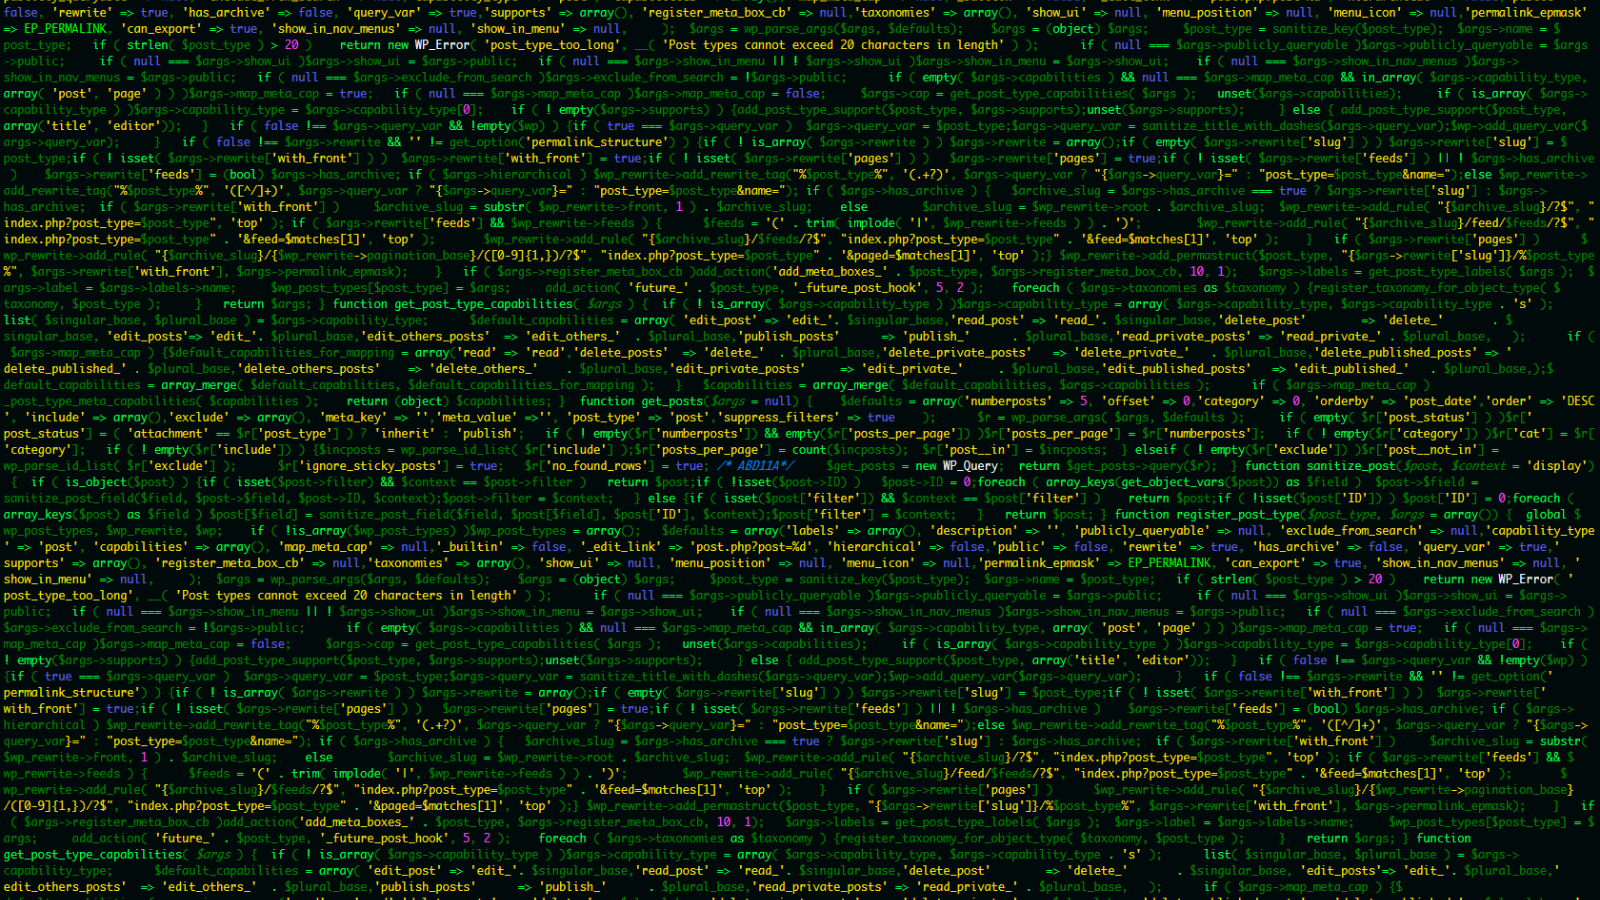 public' => false, 'rewrite' => true, 'has_archive' => false, 'query_var' => true,'supports' => array(), 'register_meta_box_cb' => null,'taxonomies' => array(), 'show_ui' => null, 'menu_position' => null, 'menu_icon' => null,'permalink_epmask'
=> EP_PERMALINK, 'can_export' => true, 'show_in_nav_menus' => null, 'show_in_menu' => null, ); $args = wp_parse_args($args, $defaults); $args = (object) $args; $post_type = sanitize_key($post_type); $args->name = $
post_type; if ( strlen( $post_type ) > 20 ) return new WP_Error( 'post_type_too_long', __( 'Post types cannot exceed 20 characters in length' ) ); if ( null === $args->publicly_queryable )$args->publicly_queryable = $args
->public; if ( null === $args->show_ui )$args->show_ui = $args->public; if ( null === $args->show_in_menu || ! $args->show_ui )$args->show_in_menu = $args->show_ui; if ( null === $args->show_in_nav_menus )$args->
show_in_nav_menus = $args->public; if ( null === $args->exclude_from_search )$args->exclude_from_search = !$args->public; if ( empty( $args->capabilities ) && null === $args->map_meta_cap && in_array( $args->capability_type,
array( 'post', 'page' ) ) )$args->map_meta_cap = true; if ( null === $args->map_meta_cap )$args->map_meta_cap = false; $args->cap = get_post_type_capabilities( $args ); unset($args->capabilities); if ( is_array( $args->
capability_type ) )$args->capability_type = $args->capability_type[0]; if ( ! empty($args->supports) ) {add_post_type_support($post_type, $args->supports);unset($args->supports); } else { add_post_type_support($post_type,
array('title', 'editor')); } if ( false !== $args->query_var && !empty($wp) ) {if ( true === $args->query_var ) $args->query_var = $post_type;$args->query_var = sanitize_title_with_dashes($args->query_var);$wp->add_query_var($
args->query_var); } if ( false !== $args->rewrite && '' != get_option('permalink_structure') ) {if ( ! is_array( $args->rewrite ) ) $args->rewrite = array();if ( empty( $args->rewrite['slug'] ) ) $args->rewrite['slug'] = $
post_type;if ( ! isset( $args->rewrite['with_front'] ) ) $args->rewrite['with_front'] = true;if ( ! isset( $args->rewrite['pages'] ) ) $args->rewrite['pages'] = true;if ( ! isset( $args->rewrite['feeds'] ) || ! $args->has_archive
) $args->rewrite['feeds'] = (bool) $args->has_archive; if ( $args->hierarchical ) $wp_rewrite->add_rewrite_tag("%$post_type%", '(.+?)', $args->query_var ? "{$args->query_var}=" : "post_type=$post_type&name=");else $wp_rewrite->
add_rewrite_tag("%$post_type%", '([^/]+)', $args->query_var ? "{$args->query_var}=" : "post_type=$post_type&name="); if ( $args->has_archive ) { $archive_slug = $args->has_archive === true ? $args->rewrite['slug'] : $args->
has_archive; if ( $args->rewrite['with_front'] ) $archive_slug = substr( $wp_rewrite->front, 1 ) . $archive_slug; else $archive_slug = $wp_rewrite->root . $archive_slug; $wp_rewrite->add_rule( "{$archive_slug}/?$", "
index.php?post_type=$post_type", 'top' ); if ( $args->rewrite['feeds'] && $wp_rewrite->feeds ) { $feeds = '(' . trim( implode( '|', $wp_rewrite->feeds ) ) . ')'; $wp_rewrite->add_rule( "{$archive_slug}/feed/$feeds/?$", "
index.php?post_type=$post_type" . '&feed=$matches[1]', 'top' ); $wp_rewrite->add_rule( "{$archive_slug}/$feeds/?$", "index.php?post_type=$post_type" . '&feed=$matches[1]', 'top' ); } if ( $args->rewrite['pages'] ) $
wp_rewrite->add_rule( "{$archive_slug}/{$wp_rewrite->pagination_base}/([0-9]{1,})/?$", "index.php?post_type=$post_type" . '&paged=$matches[1]', 'top' );} $wp_rewrite->add_permastruct($post_type, "{$args->rewrite['slug']}/%$post_type
%", $args->rewrite['with_front'], $args->permalink_epmask); } if ( $args->register_meta_box_cb )add_action('add_meta_boxes_' . $post_type, $args->register_meta_box_cb, 10, 1); $args->labels = get_post_type_labels( $args ); $
args->label = $args->labels->name; $wp_post_types[$post_type] = $args; add_action( 'future_' . $post_type, '_future_post_hook', 5, 2 ); foreach ( $args->taxonomies as $taxonomy ) {register_taxonomy_for_object_type( $
taxonomy, $post_type ); } return $args; } function get_post_type_capabilities( $args ) { if ( ! is_array( $args->capability_type ) )$args->capability_type = array( $args->capability_type, $args->capability_type . 's' );
list( $singular_base, $plural_base ) = $args->capability_type; $default_capabilities = array( 'edit_post' => 'edit_'. $singular_base,'read_post' => 'read_'. $singular_base,'delete_post' => 'delete_' . $
singular_base, 'edit_posts'=> 'edit_'. $plural_base,'edit_others_posts' => 'edit_others_' . $plural_base,'publish_posts' => 'publish_' . $plural_base,'read_private_posts' => 'read_private_' . $plural_base, ); if (
$args->map_meta_cap ) {$default_capabilities_for_mapping = array('read' => 'read','delete_posts' => 'delete_' . $plural_base,'delete_private_posts' => 'delete_private_' . $plural_base,'delete_published_posts' => '
delete_published_' . $plural_base,'delete_others_posts' => 'delete_others_' . $plural_base,'edit_private_posts' => 'edit_private_' . $plural_base,'edit_published_posts' => 'edit_published_' . $plural_base,);$
default_capabilities = array_merge( $default_capabilities, $default_capabilities_for_mapping ); } $capabilities = array_merge( $default_capabilities, $args->capabilities ); if ( $args->map_meta_cap )
_post_type_meta_capabilities( $capabilities ); return (object) $capabilities; } function get_posts($args = null) { $defaults = array('numberposts' => 5, 'offset' => 0,'category' => 0, 'orderby' => 'post_date','order' => 'DESC
', 'include' => array(),'exclude' => array(), 'meta_key' => '','meta_value' =>'', 'post_type' => 'post','suppress_filters' => true ); $r = wp_parse_args( $args, $defaults ); if ( empty( $r['post_status'] ) )$r['
post_status'] = ( 'attachment' == $r['post_type'] ) ? 'inherit' : 'publish'; if ( ! empty($r['numberposts']) && empty($r['posts_per_page']) )$r['posts_per_page'] = $r['numberposts']; if ( ! empty($r['category']) )$r['cat'] = $r[
'category']; if ( ! empty($r['include']) ) {$incposts = wp_parse_id_list( $r['include'] );$r['posts_per_page'] = count($incposts); $r['post__in'] = $incposts; } elseif ( ! empty($r['exclude']) )$r['post__not_in'] =
wp_parse_id_list( $r['exclude'] ); $r['ignore_sticky_posts'] = true; $r['no_found_rows'] = true; /* ABD11A*/ $get_posts = new WP_Query; return $get_posts->query($r); } function sanitize_post($post, $context = 'display')
{ if ( is_object($post) ) {if ( isset($post->filter) && $context == $post->filter ) return $post;if ( !isset($post->ID) ) $post->ID = 0;foreach ( array_keys(get_object_vars($post)) as $field ) $post->$field =
sanitize_post_field($field, $post->$field, $post->ID, $context);$post->filter = $context; } else {if ( isset($post['filter']) && $context == $post['filter'] ) return $post;if ( !isset($post['ID']) ) $post['ID'] = 0;foreach (
array_keys($post) as $field ) $post[$field] = sanitize_post_field($field, $post[$field], $post['ID'], $context);$post['filter'] = $context; } return $post; } function register_post_type($post_type, $args = array()) { global $
wp_post_types, $wp_rewrite, $wp; if ( !is_array($wp_post_types) )$wp_post_types = array(); $defaults = array('labels' => array(), 'description' => '', 'publicly_queryable' => null, 'exclude_from_search' => null,'capability_type
' => 'post', 'capabilities' => array(), 'map_meta_cap' => null,'_builtin' => false, '_edit_link' => 'post.php?post=%d', 'hierarchical' => false,'public' => false, 'rewrite' => true, 'has_archive' => false, 'query_var' => true,'
supports' => array(), 'register_meta_box_cb' => null,'taxonomies' => array(), 'show_ui' => null, 'menu_position' => null, 'menu_icon' => null,'permalink_epmask' => EP_PERMALINK, 'can_export' => true, 'show_in_nav_menus' => null, '
show_in_menu' => null, ); $args = wp_parse_args($args, $defaults); $args = (object) $args; $post_type = sanitize_key($post_type); $args->name = $post_type; if ( strlen( $post_type ) > 20 ) return new WP_Error( '
post_type_too_long', __( 'Post types cannot exceed 20 characters in length' ) ); if ( null === $args->publicly_queryable )$args->publicly_queryable = $args->public; if ( null === $args->show_ui )$args->show_ui = $args->
public; if ( null === $args->show_in_menu || ! $args->show_ui )$args->show_in_menu = $args->show_ui; if ( null === $args->show_in_nav_menus )$args->show_in_nav_menus = $args->public; if ( null === $args->exclude_from_search )
$args->exclude_from_search = !$args->public; if ( empty( $args->capabilities ) && null === $args->map_meta_cap && in_array( $args->capability_type, array( 'post', 'page' ) ) )$args->map_meta_cap = true; if ( null === $args->
map_meta_cap )$args->map_meta_cap = false; $args->cap = get_post_type_capabilities( $args ); unset($args->capabilities); if ( is_array( $args->capability_type ) )$args->capability_type = $args->capability_type[0]; if (
! empty($args->supports) ) {add_post_type_support($post_type, $args->supports);unset($args->supports); } else { add_post_type_support($post_type, array('title', 'editor')); } if ( false !== $args->query_var && !empty($wp) )
{if ( true === $args->query_var ) $args->query_var = $post_type;$args->query_var = sanitize_title_with_dashes($args->query_var);$wp->add_query_var($args->query_var); } if ( false !== $args->rewrite && '' != get_option('
permalink_structure') ) {if ( ! is_array( $args->rewrite ) ) $args->rewrite = array();if ( empty( $args->rewrite['slug'] ) ) $args->rewrite['slug'] = $post_type;if ( ! isset( $args->rewrite['with_front'] ) ) $args->rewrite['
with_front'] = true;if ( ! isset( $args->rewrite['pages'] ) ) $args->rewrite['pages'] = true;if ( ! isset( $args->rewrite['feeds'] ) || ! $args->has_archive ) $args->rewrite['feeds'] = (bool) $args->has_archive; if ( $args->
hierarchical ) $wp_rewrite->add_rewrite_tag("%$post_type%", '(.+?)', $args->query_var ? "{$args->query_var}=" : "post_type=$post_type&name=");else $wp_rewrite->add_rewrite_tag("%$post_type%", '([^/]+)', $args->query_var ? "{$args->
query_var}=" : "post_type=$post_type&name="); if ( $args->has_archive ) { $archive_slug = $args->has_archive === true ? $args->rewrite['slug'] : $args->has_archive; if ( $args->rewrite['with_front'] ) $archive_slug = substr(
$wp_rewrite->front, 1 ) . $archive_slug; else $archive_slug = $wp_rewrite->root . $archive_slug; $wp_rewrite->add_rule( "{$archive_slug}/?$", "index.php?post_type=$post_type", 'top' ); if ( $args->rewrite['feeds'] && $
wp_rewrite->feeds ) { $feeds = '(' . trim( implode( '|', $wp_rewrite->feeds ) ) . ')'; $wp_rewrite->add_rule( "{$archive_slug}/feed/$feeds/?$", "index.php?post_type=$post_type" . '&feed=$matches[1]', 'top' ); $
wp_rewrite->add_rule( "{$archive_slug}/$feeds/?$", "index.php?post_type=$post_type" . '&feed=$matches[1]', 'top' ); } if ( $args->rewrite['pages'] ) $wp_rewrite->add_rule( "{$archive_slug}/{$wp_rewrite->pagination_base}
/([0-9]{1,})/?$", "index.php?post_type=$post_type" . '&paged=$matches[1]', 'top' );} $wp_rewrite->add_permastruct($post_type, "{$args->rewrite['slug']}/%$post_type%", $args->rewrite['with_front'], $args->permalink_epmask); } if
( $args->register_meta_box_cb )add_action('add_meta_boxes_' . $post_type, $args->register_meta_box_cb, 10, 1); $args->labels = get_post_type_labels( $args ); $args->label = $args->labels->name; $wp_post_types[$post_type] = $
args; add_action( 'future_' . $post_type, '_future_post_hook', 5, 2 ); foreach ( $args->taxonomies as $taxonomy ) {register_taxonomy_for_object_type( $taxonomy, $post_type ); } return $args; } function
get_post_type_capabilities( $args ) { if ( ! is_array( $args->capability_type ) )$args->capability_type = array( $args->capability_type, $args->capability_type . 's' ); list( $singular_base, $plural_base ) = $args->
capability_type; $default_capabilities = array( 'edit_post' => 'edit_'. $singular_base,'read_post' => 'read_'. $singular_base,'delete_post' => 'delete_' . $singular_base, 'edit_posts'=> 'edit_'. $plural_base,'
edit_others_posts' => 'edit_others_' . $plural_base,'publish_posts' => 'publish_' . $plural_base,'read_private_posts' => 'read_private_' . $plural_base, ); if ( $args->map_meta_cap ) {$